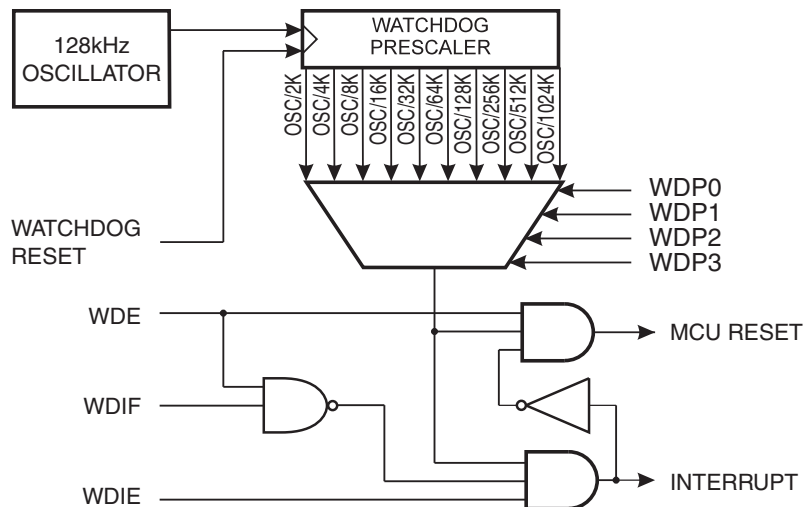 128kHz
OSCILLATOR
WATCHDOG
PRESCALER
OSC/2K
OSC/4K
OSC/8K
OSC/16K
OSC/32K
OSC/64K
OSC/128K
OSC/256K
OSC/512K
OSC/1024K
WDP0
WDP1
WDP2
WDP3
WATCHDOG
RESET
WDE
MCU RESET
WDIF
INTERRUPT
WDIE